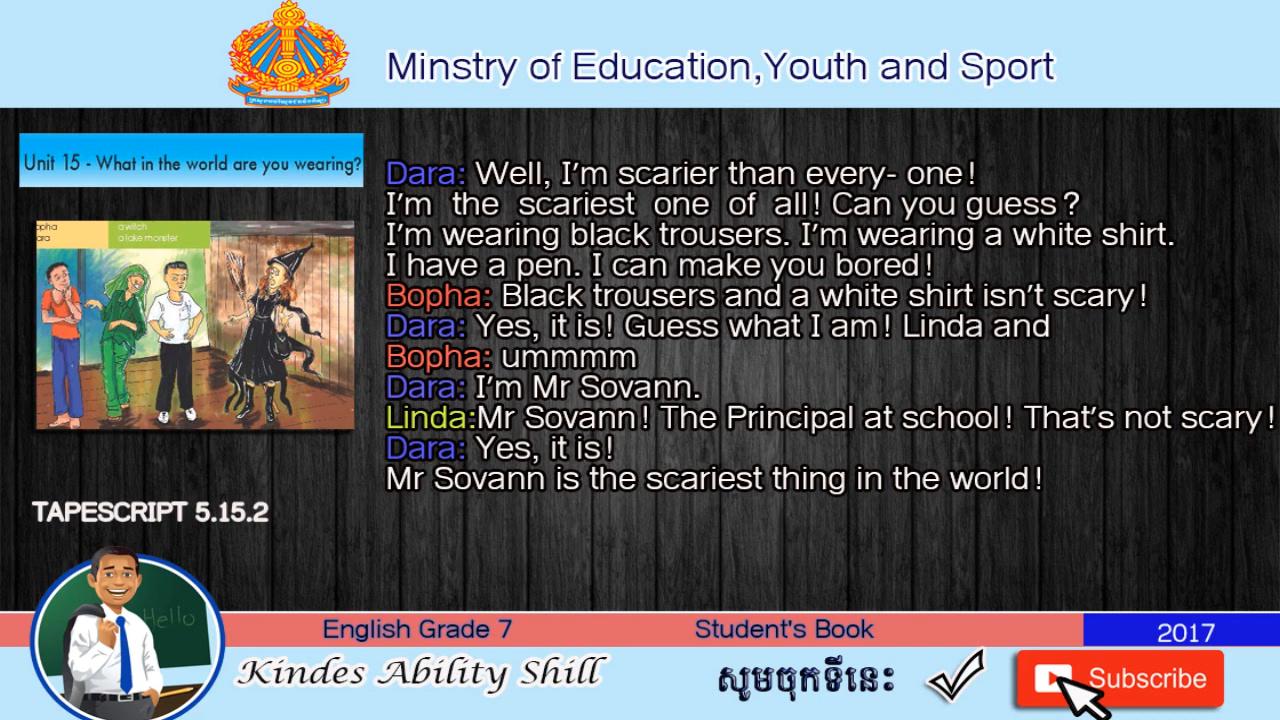 Minstry of Education,Youth and Sport
Unit 15 - What in the world are you wearing?
opha
ara
a witch
a lake monster
Dara: Well, I'm scarier than every- one!
I'm the scariest one of all! Can you guess?
I'm wearing black trousers. I'm wearing a white shirt.
I have a pen. I can make you bored!
Bopha: Black trousers and a white shirt isn't scary!
Dara: Yes, it is! Guess what I am! Linda and
Bopha: ummmm
Dara: I'm Mr Sovann.
Linda:Mr Sovann! The Principal at school! That's not scary!
Dara: Yes, it is!
Mr Sovann is the scariest thing in the world!
TAPESCRIPT 5.15.2
Hello
English Grade 7
Student's Book
2017
Kindes Ability Shill
សូមចុកទីនេះ
Subscribe